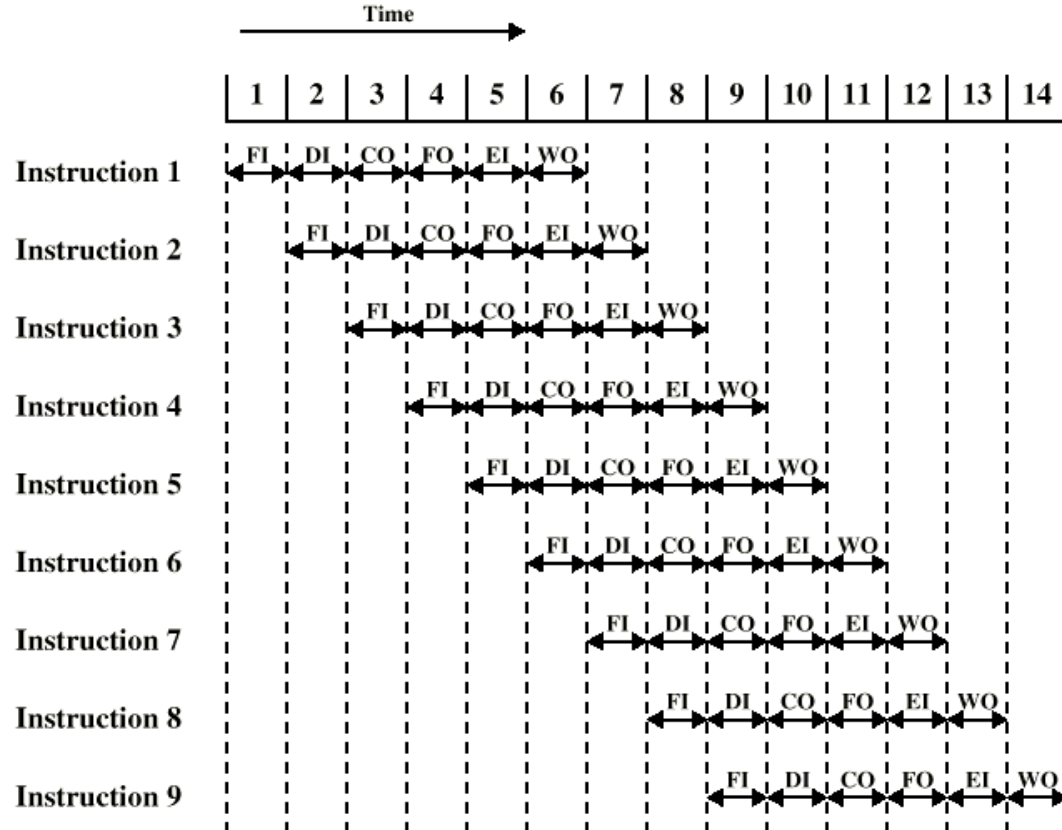 Time
1 2 3 4 5 6 7 8 9 10 11 12 13 14
Instruction 1 FI DI CO FO EI WO
Instruction 2 FI DI CO FO EI WO
Instruction 3 FI DI CO FO EI WO
Instruction 4 FI DI CO FO EI WO
Instruction 5 FI DI CO FO EI WO
Instruction 6 FI DI CO FO EI WO
Instruction 7 FI DI CO FO EI WO
Instruction 8 FI DI CO FO EI WO
Instruction 9 FI DI CO FO EI WO